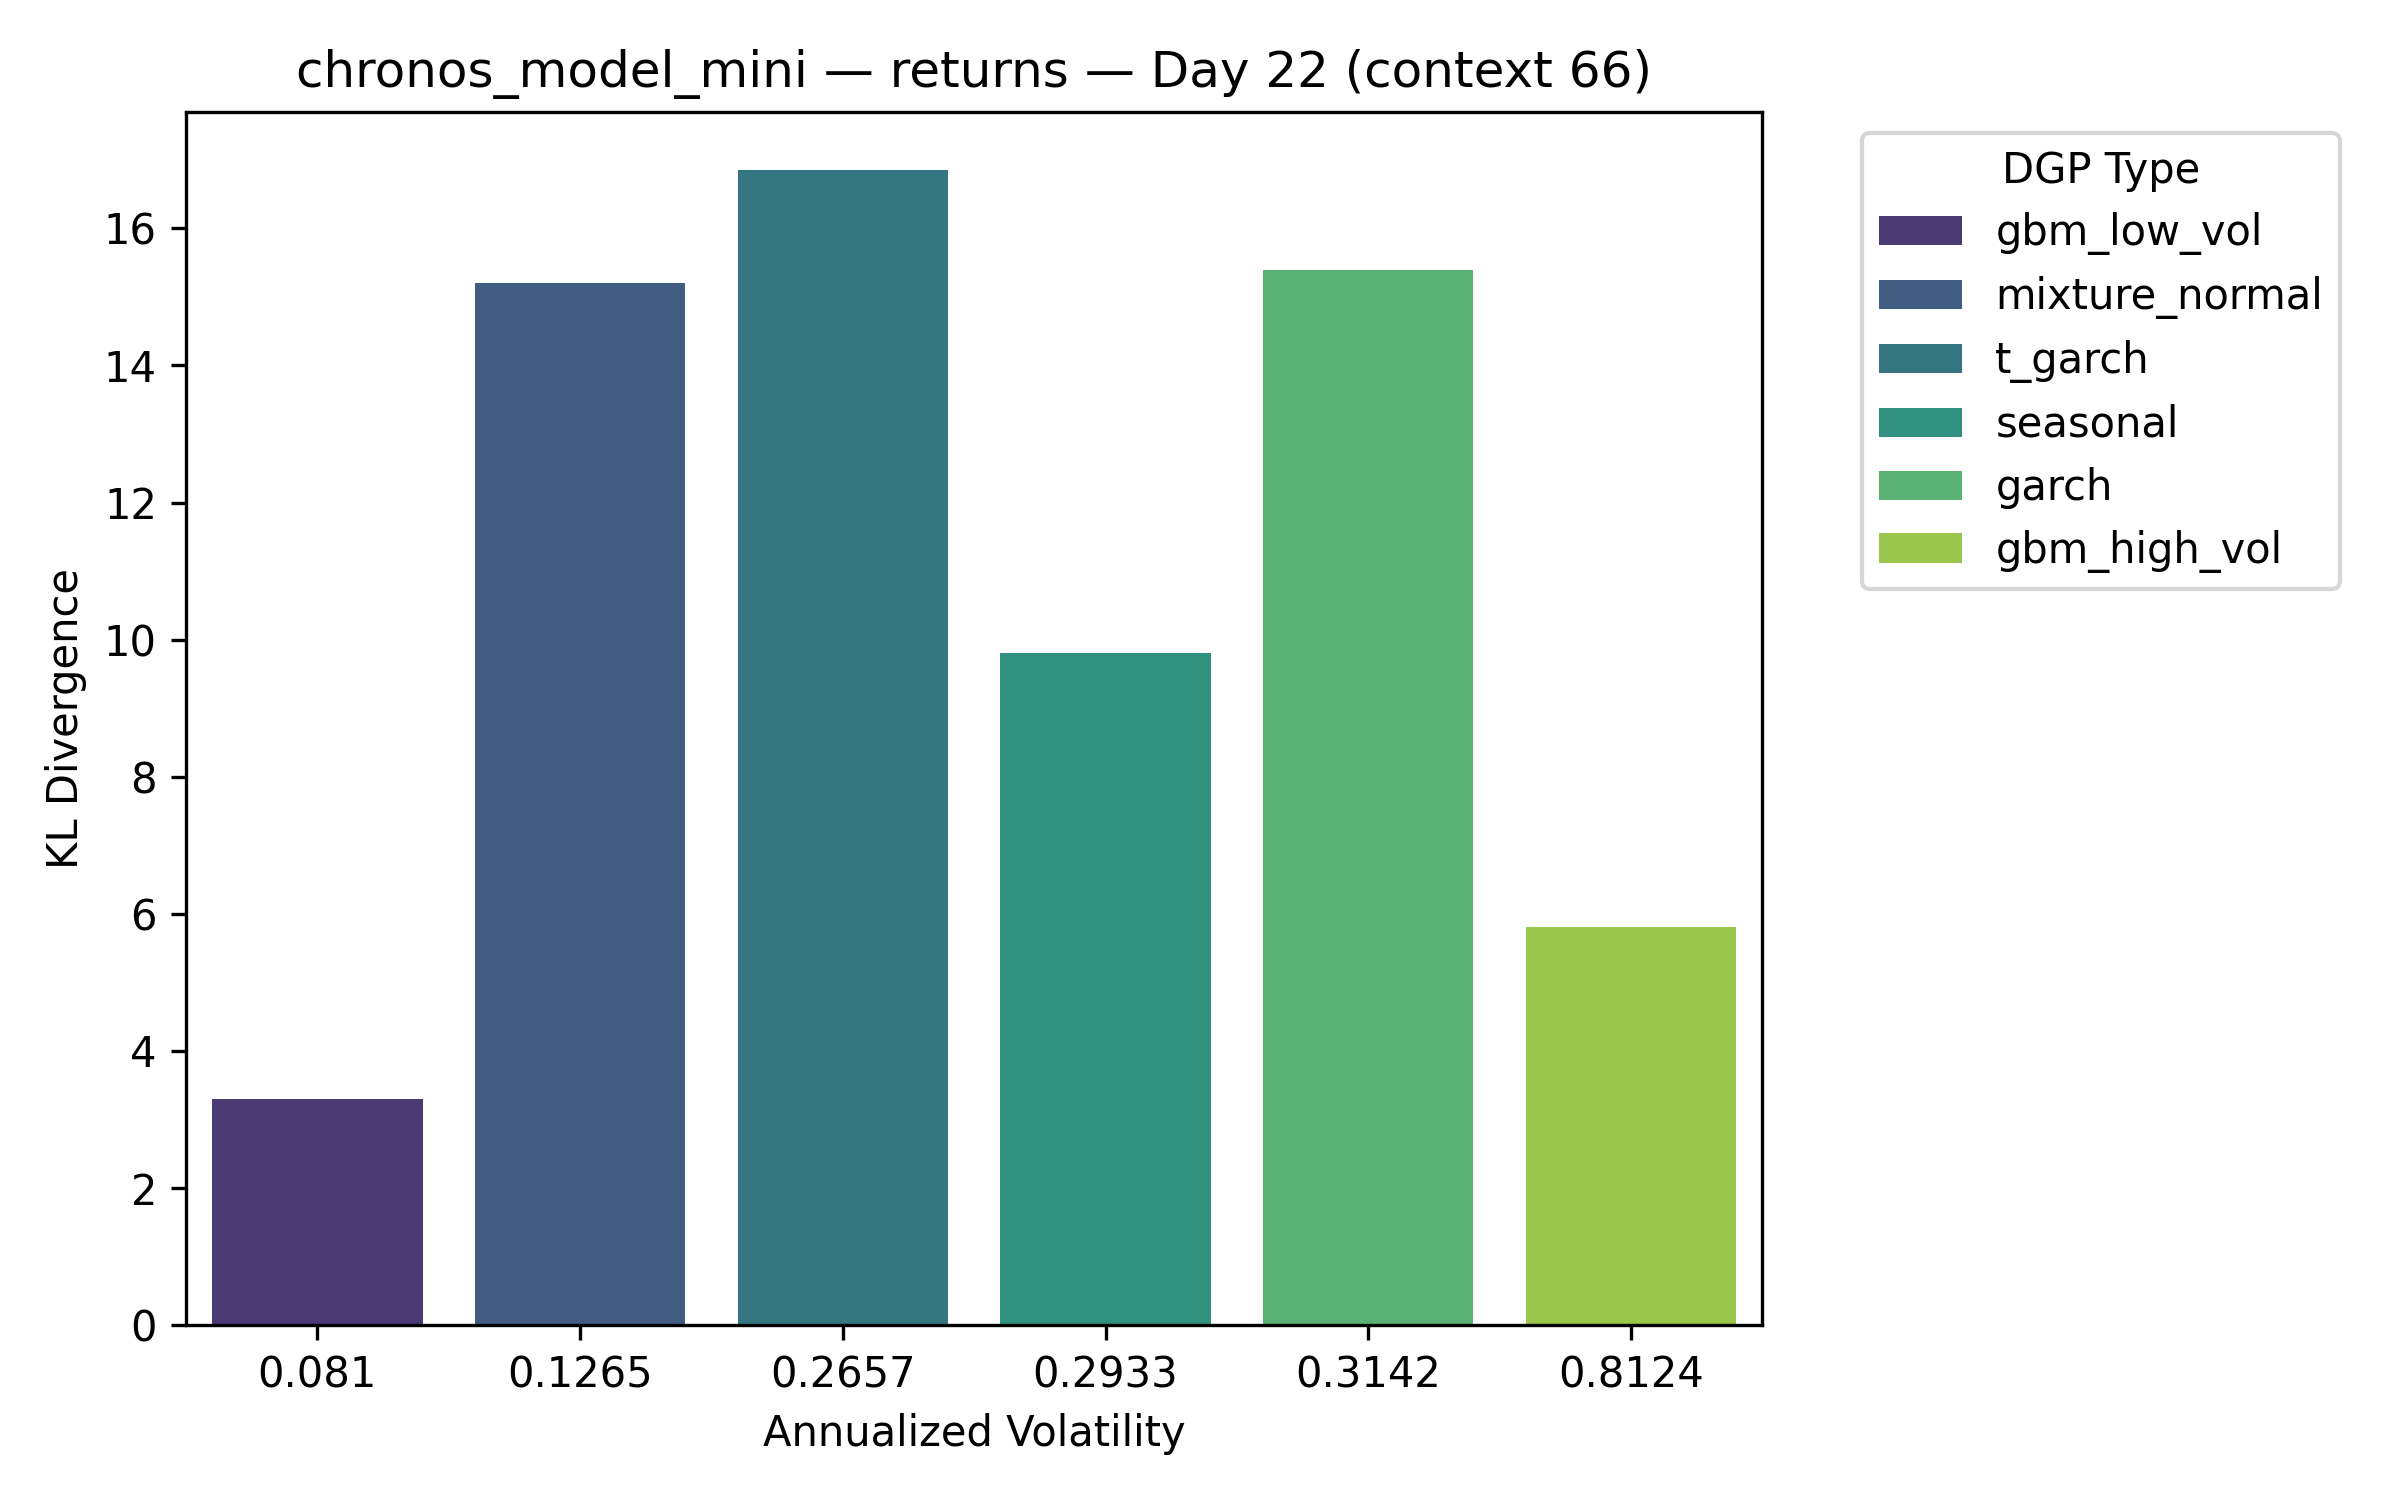 chronos_model_mini — returns — Day 22 (context 66)
KL Divergence
16
14
12
10
8
6
4
2
0
0.081 0.1265 0.2657 0.2933 0.3142 0.8124
Annualized Volatility
DGP Type
gbm_low_vol
mixture_normal
t_garch
seasonal
garch
gbm_high_vol